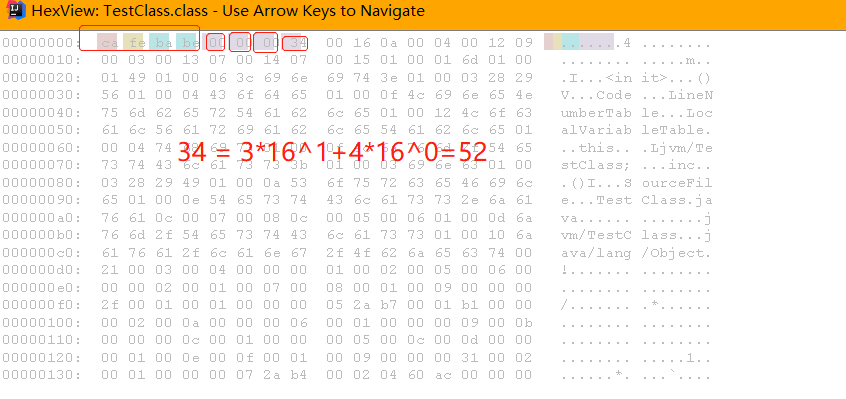 HexView: TestClass.class - Use Arrow Keys to Navigate
00000000: ca fe ba be 00 00 00 34 00 16 0a 00 04 00 12 09 .......4 ........
00000010: 00 03 00 13 07 00 14 07 00 15 01 00 01 6d 01 00 ........ .....m..
00000020: 01 49 01 00 06 3c 69 6e 69 74 3e 01 00 03 28 29 .I...<in it>...()
00000030: 56 01 00 04 43 6f 64 65 01 00 0f 4c 69 6e 65 4e V...Code ...LineN
00000040: 75 6d 62 65 72 54 61 62 6c 65 01 00 12 4c 6f 63 umberTab le...Loc
00000050: 61 6c 56 61 72 69 61 62 6c 65 54 61 62 6c 65 01 alVariab leTable.
00000060: 00 04 74 54 65 ..this.. .Ljvm/Te
34 = 3*16^1+4*16^0=52
00000070: 73 74 43 6c 61 73 73 3b 01 00 03 69 6e 63 01 00 stClass; ...inc..
00000080: 03 28 29 49 01 00 0a 53 6f 75 72 63 65 46 69 6c .()I...S ourceFil
00000090: 65 01 00 0e 54 65 73 74 43 6c 61 73 73 2e 6a 61 e...Test Class.ja
000000a0: 76 61 0c 00 07 00 08 0c 00 05 00 06 01 00 0d 6a va...... .......j
000000b0: 76 6d 2f 54 65 73 74 43 6c 61 73 73 01 00 10 6a vm/TestC lass...j
000000c0: 61 76 61 2f 6c 61 6e 67 2f 4f 62 6a 65 63 74 00 ava/lang /Object.
000000d0: 21 00 03 00 04 00 00 00 01 00 02 00 05 00 06 00 !....... ........
000000e0: 00 00 02 00 01 00 07 00 08 00 01 00 09 00 00 00 ........ ........
000000f0: 2f 00 01 00 01 00 00 00 05 2a b7 00 01 b1 00 00 /....... .*......
00000100: 00 02 00 0a 00 00 00 06 00 01 00 00 00 09 00 0b ........ ........
00000110: 00 00 00 0c 00 01 00 00 00 05 00 0c 00 0d 00 00 ........ ........
00000120: 00 01 00 0e 00 0f 00 01 00 09 00 00 00 31 00 02 ........ .....1..
00000130: 00 01 00 00 00 07 2a b4 00 02 04 60 ac 00 00 00 ......*. ...`....